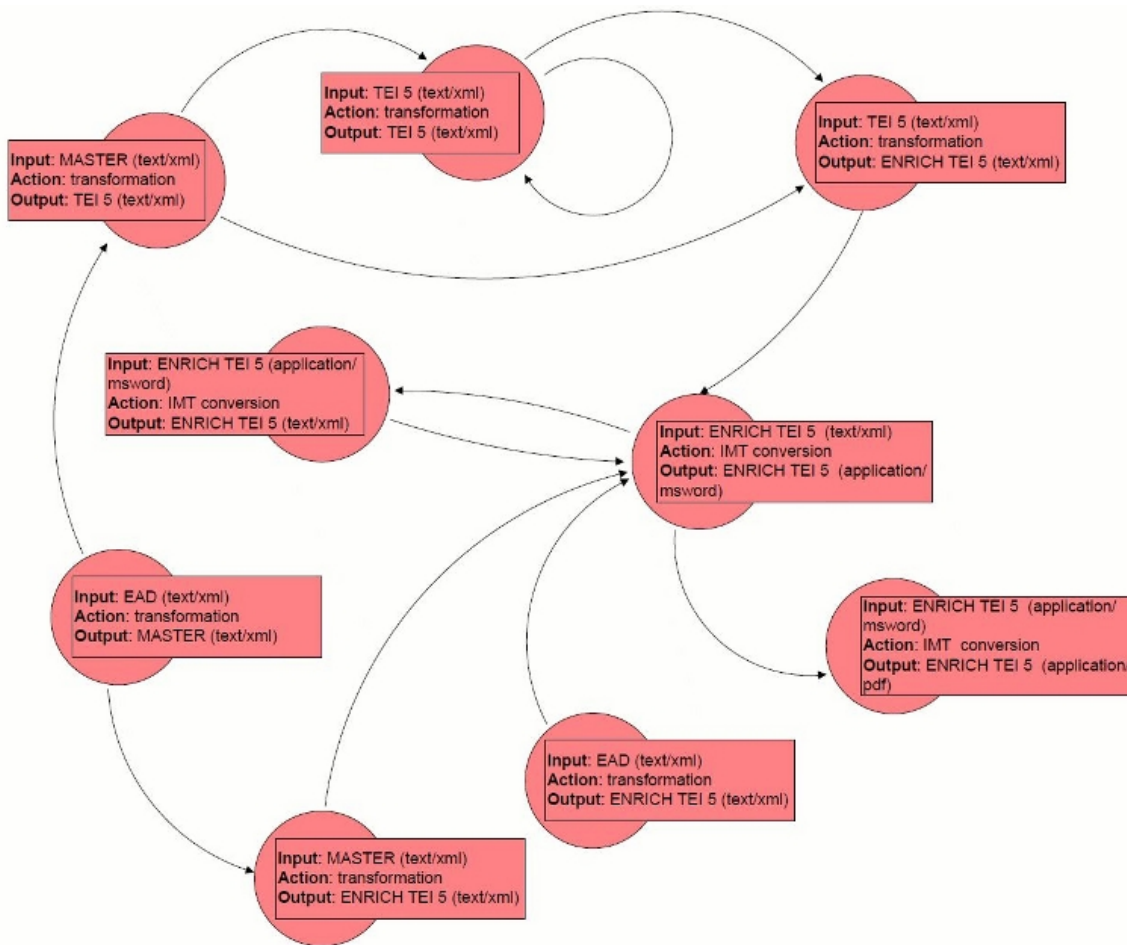 Input: TEI 5 (text/xml)
Action: transformation
Output: TEI 5 (text/xml)
Input: TEI 5 (text/xml)
Action: transformation
Output: ENRICH TEI 5 (text/xml)
Input: MASTER (text/xml)
Action: transformation
Output: TEI 5 (text/xml)
Input: ENRICH TEI 5 (application/
msword)
Action: IMT conversion
Output: ENRICH TEI 5 (text/xml)
Input: ENRICH TEI 5 (text/xml)
Action: IMT conversion
Output: ENRICH TEI 5 (application/
msword)
Input: EAD (text/xml)
Action: transformation
Output: MASTER (text/xml)
Input: ENRICH TEI 5 (application/
msword)
Action: IMT conversion
Output: ENRICH TEI 5 (application/
pdf)
Input: EAD (text/xml)
Action: transformation
Output: ENRICH TEI 5 (text/xml)
Input: MASTER (text/xml)
Action: transformation
Output: ENRICH TEI 5 (text/xml)